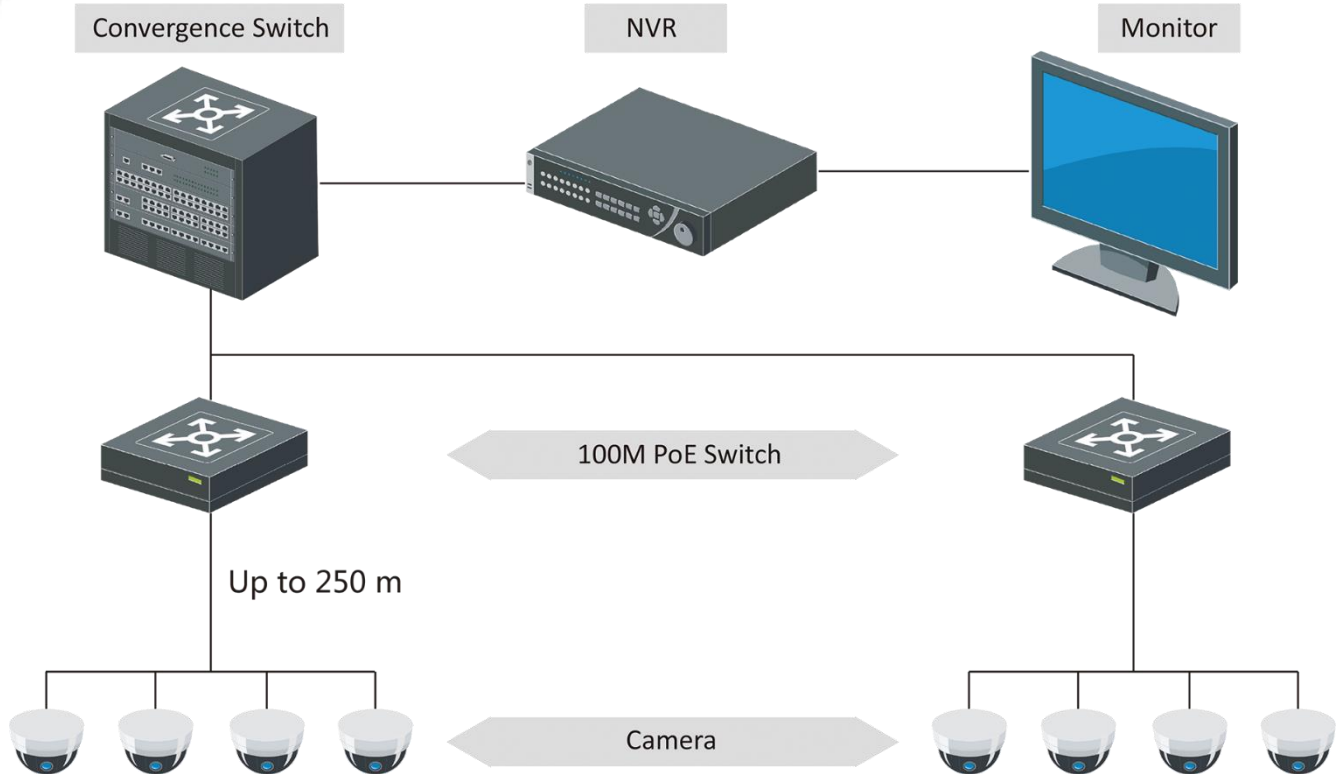 Convergence Switch
NVR
Monitor
100M PoE Switch
Up to 250 m
Camera